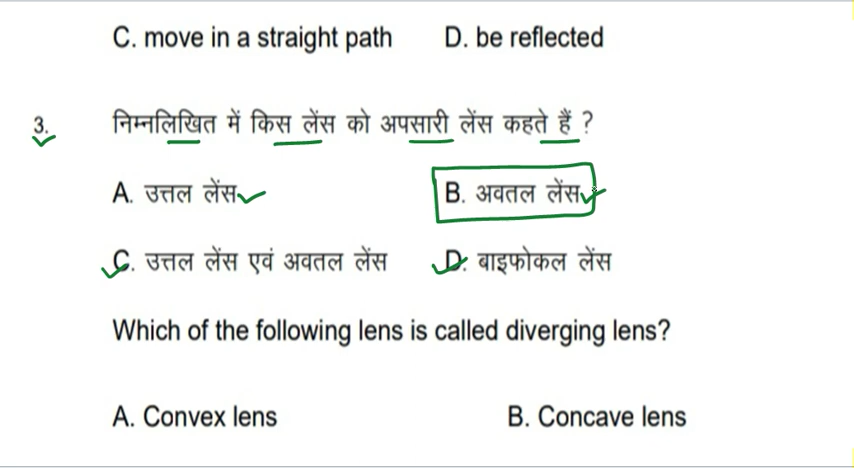 C. move in a straight path D. be reflected
3. निम्नलिखित में किस लेंस को अपसारी लेंस कहते हैं ?
A. उत्तल लेंस B. अवतल लेंस
C. उत्तल लेंस एवं अवतल लेंस D. बाइफोकल लेंस
Which of the following lens is called diverging lens?
A. Convex lens B. Concave lens